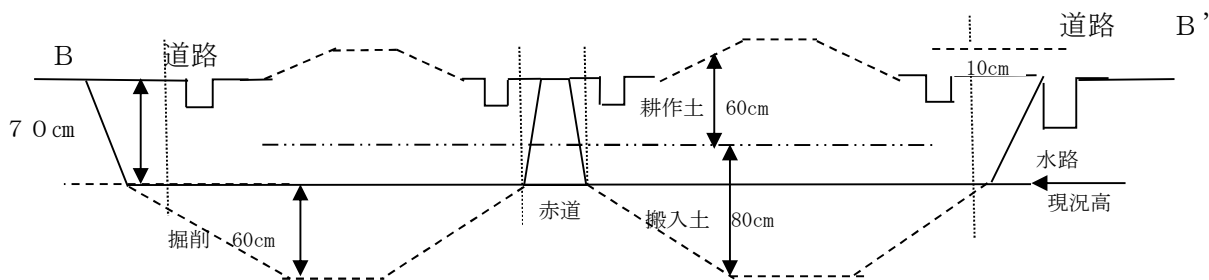 道路 B’
B 道路
10cm
耕作土 60cm
７０cm
水路
赤道
現況高
搬入土 80cm
掘削 60cm